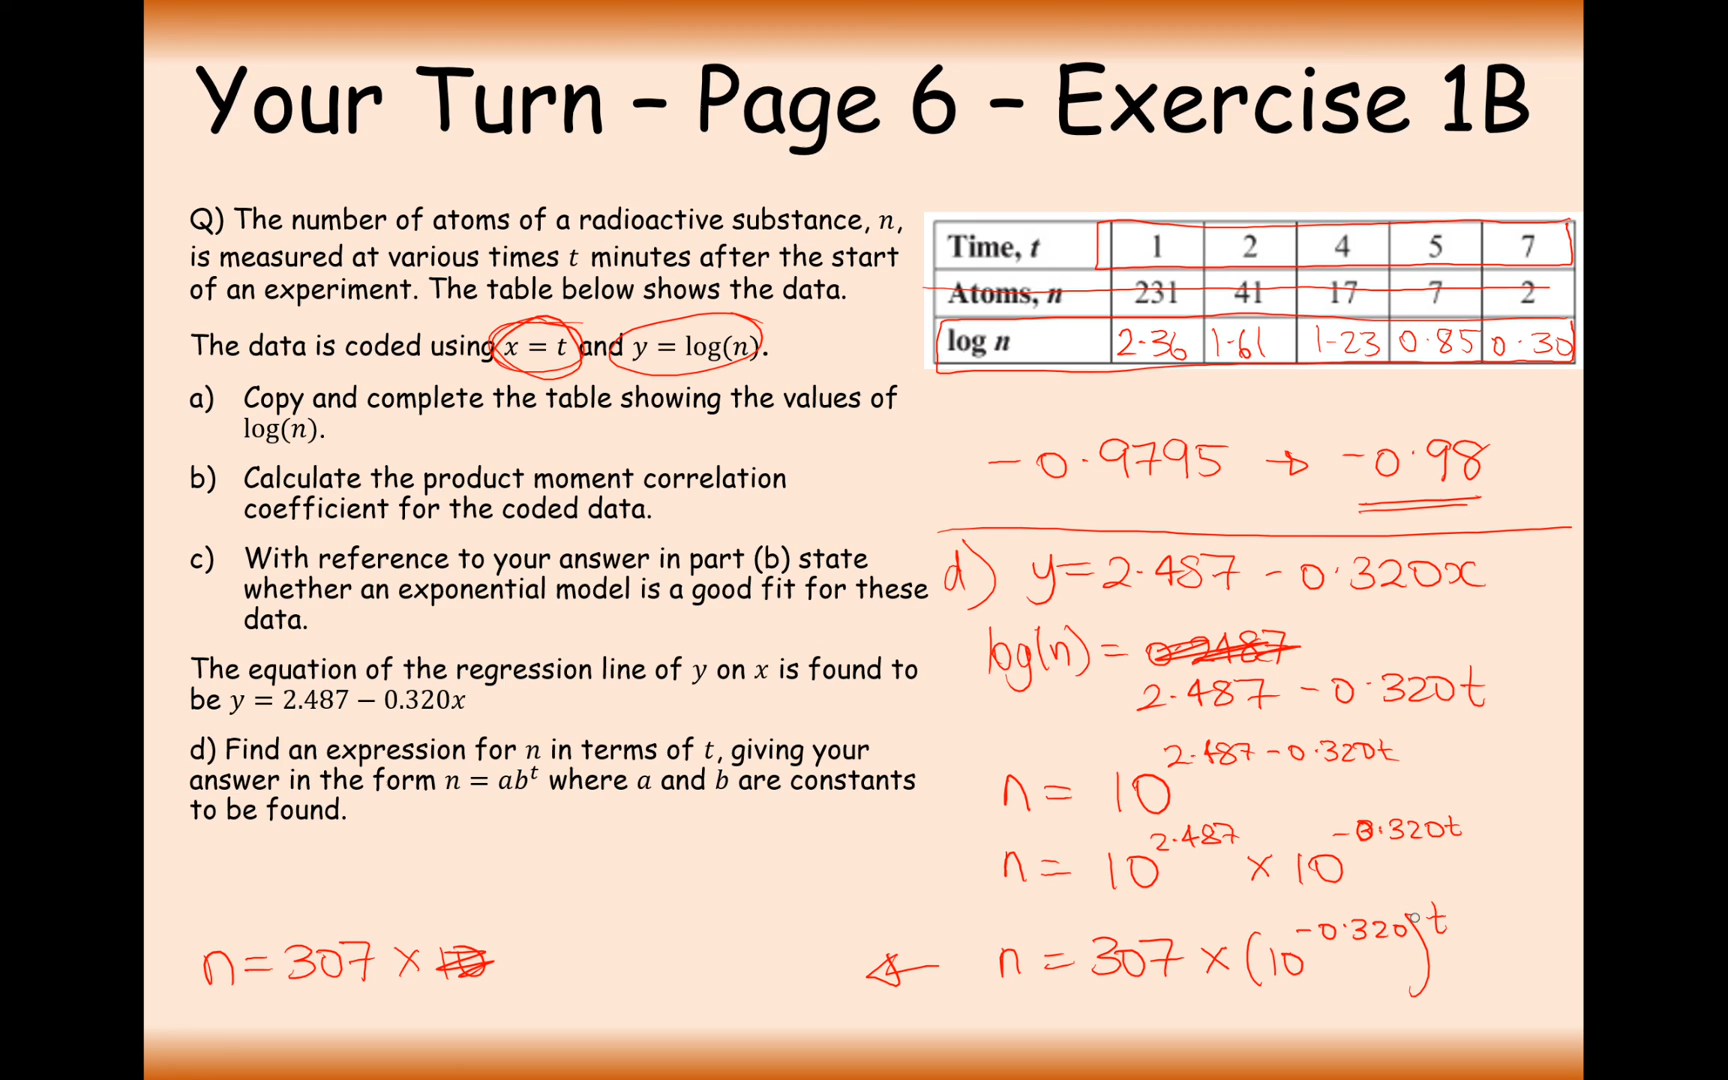 Your Turn – Page 6 – Exercise 1B
Q) The number of atoms of a radioactive substance, n,
is measured at various times t minutes after the start
of an experiment. The table below shows the data.
The data is coded using x = t and y = log(n).
a) Copy and complete the table showing the values of
log(n).
b) Calculate the product moment correlation
coefficient for the coded data.
c) With reference to your answer in part (b) state
whether an exponential model is a good fit for these
data.
The equation of the regression line of y on x is found to
be y = 2.487 − 0.320x
d) Find an expression for n in terms of t, giving your
answer in the form n = abᵗ where a and b are constants
to be found.
n = 307 ×
Time, t 1 2 4 5 7
Atoms, n 231 41 17 7 2
log n 2.36 1.61 1.23 0.85 0.30
-0.9795 → -0.98
d) y = 2.487 - 0.320x
log(n) = 0.2487
2.487 - 0.320t
n = 10^(2.487 - 0.320t)
n = 10^2.487 × 10^(-0.320t)
n = 307 × (10^-0.320)^t